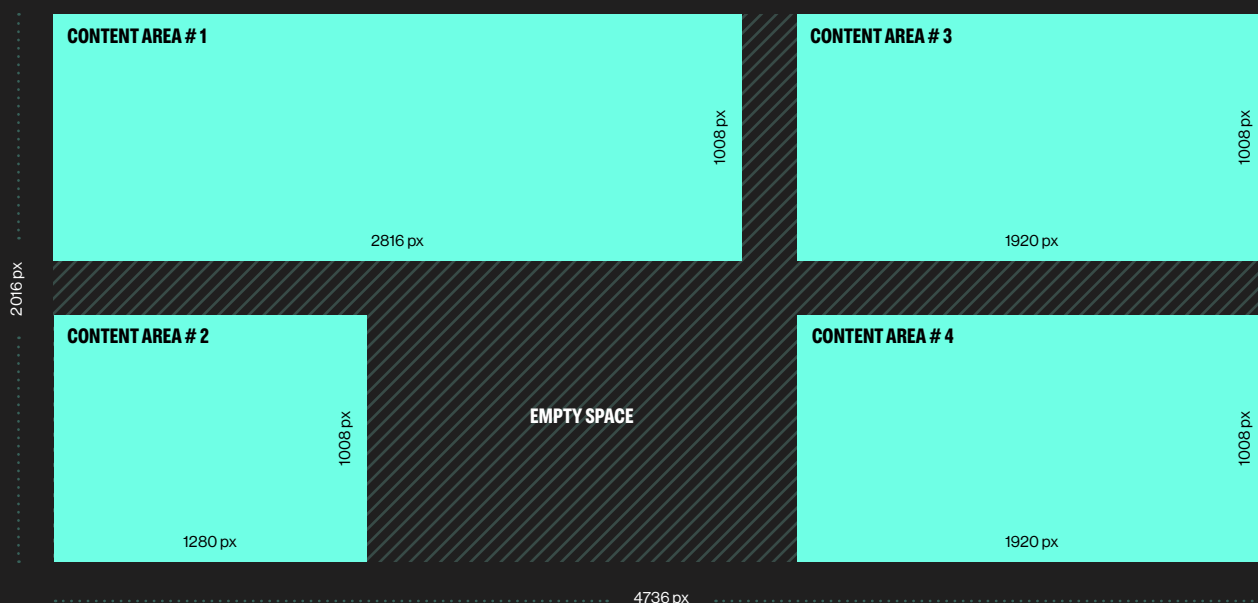 CONTENT AREA # 1
1008 px
2816 px
CONTENT AREA # 3
1008 px
1920 px
2016 px
CONTENT AREA # 2
1008 px
1280 px
EMPTY SPACE
CONTENT AREA # 4
1008 px
1920 px
4736 px